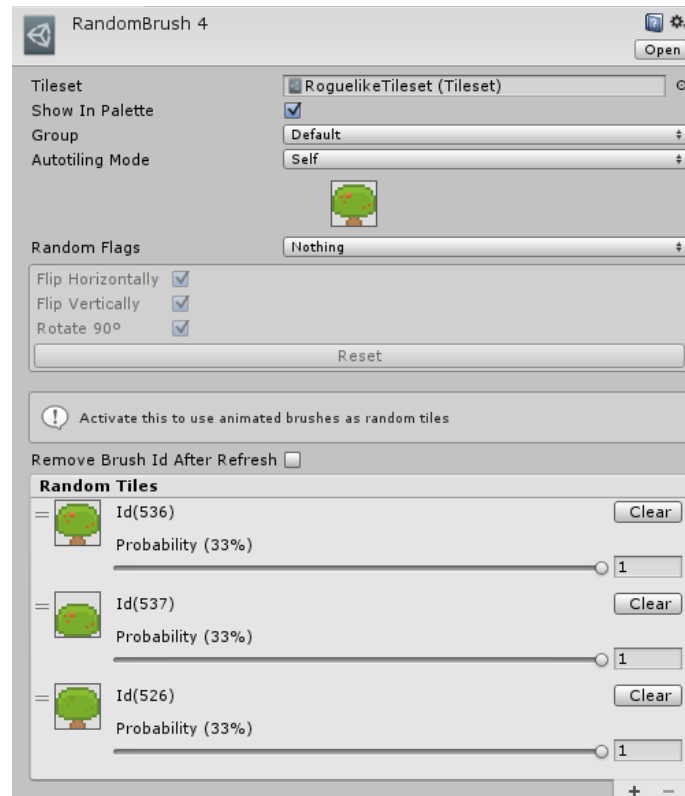 RandomBrush 4
Open
Tileset RoguelikeTileset (Tileset)
Show In Palette
Group Default
Autotiling Mode Self
Random Flags Nothing
Flip Horizontally
Flip Vertically
Rotate 90º
Reset
Activate this to use animated brushes as random tiles
Remove Brush Id After Refresh
Random Tiles
Id(536) Clear
Probability (33%)
1
Id(537) Clear
Probability (33%)
1
Id(526) Clear
Probability (33%)
1
+ −